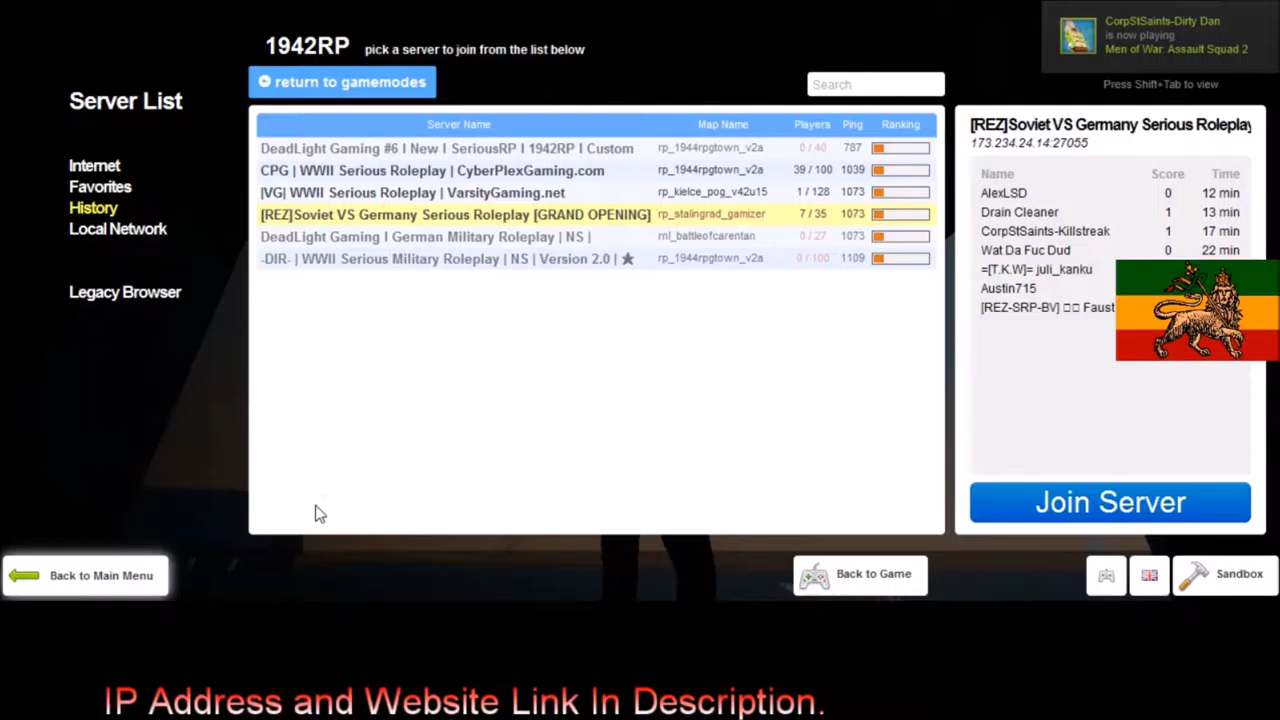 1942RP pick a server to join from the list below
CorpStSaints-Dirty Dan
is now playing
Men of War: Assault Squad 2
Press Shift+Tab to view
return to gamemodes
Search
Server List
Internet
Favorites
History
Local Network
Legacy Browser
Server Name Map Name Players Ping Ranking
DeadLight Gaming #6 I New I SeriousRP I 1942RP I Custom rp_1944rpgtown_v2a 0 / 40 787
CPG | WWII Serious Roleplay | CyberPlexGaming.com rp_1944rpgtown_v2a 39 / 100 1039
|VG| WWII Serious Roleplay | VarsityGaming.net rp_kielce_pog_v42u15 1 / 128 1073
[REZ]Soviet VS Germany Serious Roleplay [GRAND OPENING] rp_stalingrad_gamizer 7 / 35 1073
DeadLight Gaming I German Military Roleplay | NS | rnl_battleofcarentan 0 / 27 1073
-DIR- | WWII Serious Military Roleplay | NS | Version 2.0 | ★ rp_1944rpgtown_v2a 0 / 100 1109
[REZ]Soviet VS Germany Serious Roleplay
173.234.24.14:27055
Name Score Time
AlexLSD 0 12 min
Drain Cleaner 1 13 min
CorpStSaints-Killstreak 1 17 min
Wat Da Fuc Dud 0 22 min
=[T.K.W]= juli_kanku
Austin715
[REZ-SRP-BV] □□ Faust
Join Server
Back to Main Menu
Back to Game
Sandbox
IP Address and Website Link In Description.